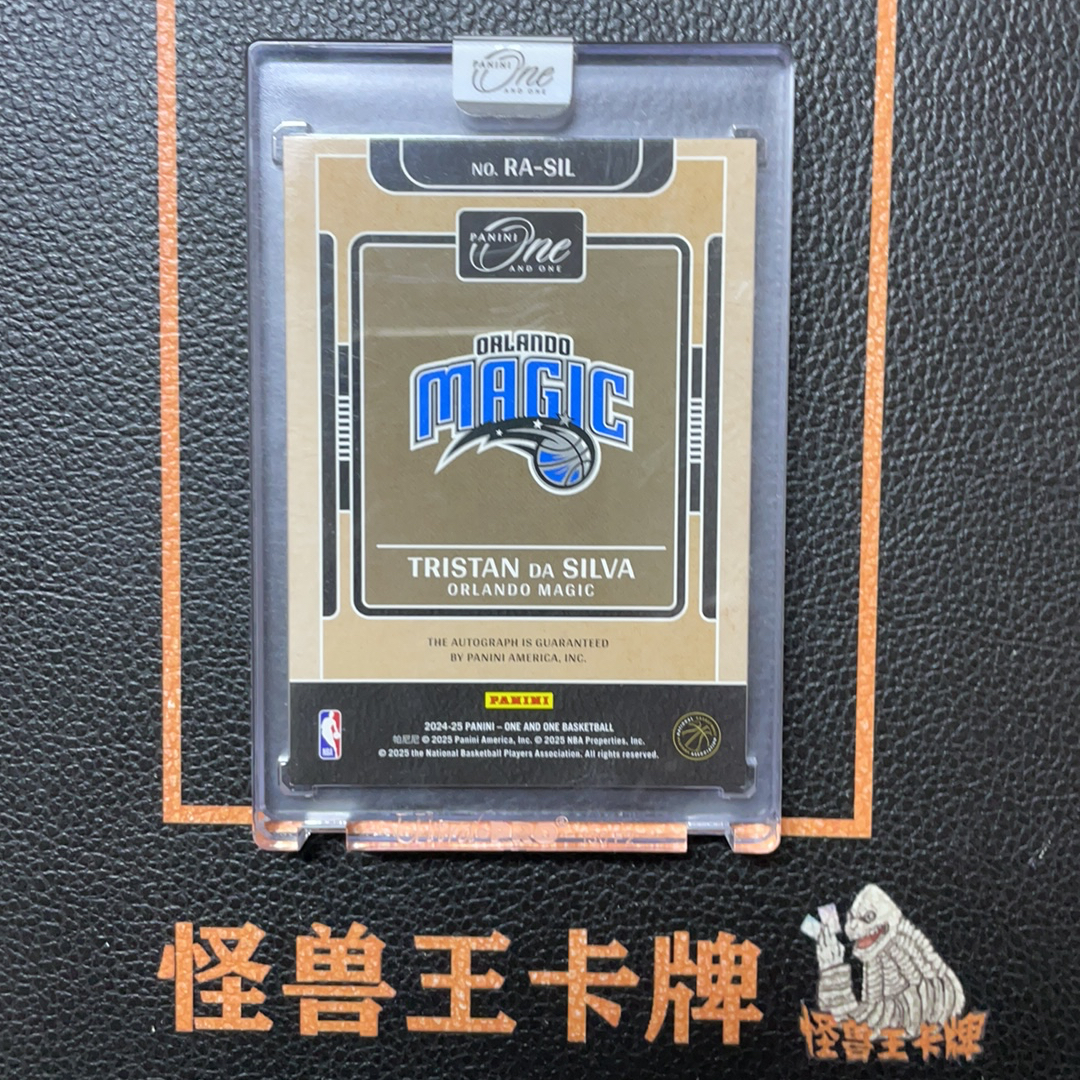 PANINI One
AND ONE
NO. RA-SIL
PANINI One
AND ONE
ORLANDO
MAGIC
TRISTAN DA SILVA
ORLANDO MAGIC
THE AUTOGRAPH IS GUARANTEED
BY PANINI AMERICA, INC.
PANINI
2024-25 PANINI – ONE AND ONE BASKETBALL
帕尼尼 © 2025 Panini America, Inc. © 2025 NBA Properties, Inc.
© 2025 the National Basketball Players Association. All rights reserved.
NBA
怪兽王卡牌
怪兽王卡牌